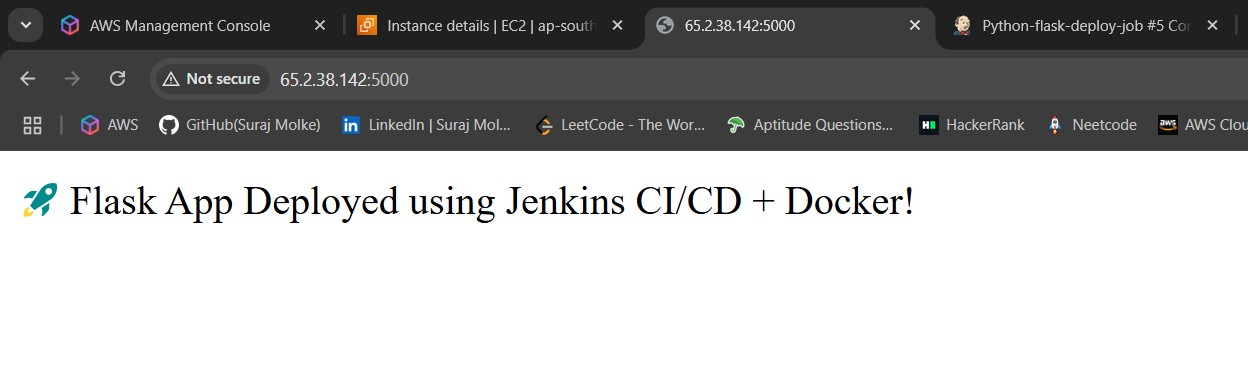 AWS Management Console
Instance details | EC2 | ap-south
65.2.38.142:5000
Python-flask-deploy-job #5 Cor
Not secure 65.2.38.142:5000
AWS GitHub(Suraj Molke) LinkedIn | Suraj Mol... LeetCode - The Wor... Aptitude Questions... HackerRank Neetcode AWS Clou
🚀 Flask App Deployed using Jenkins CI/CD + Docker!